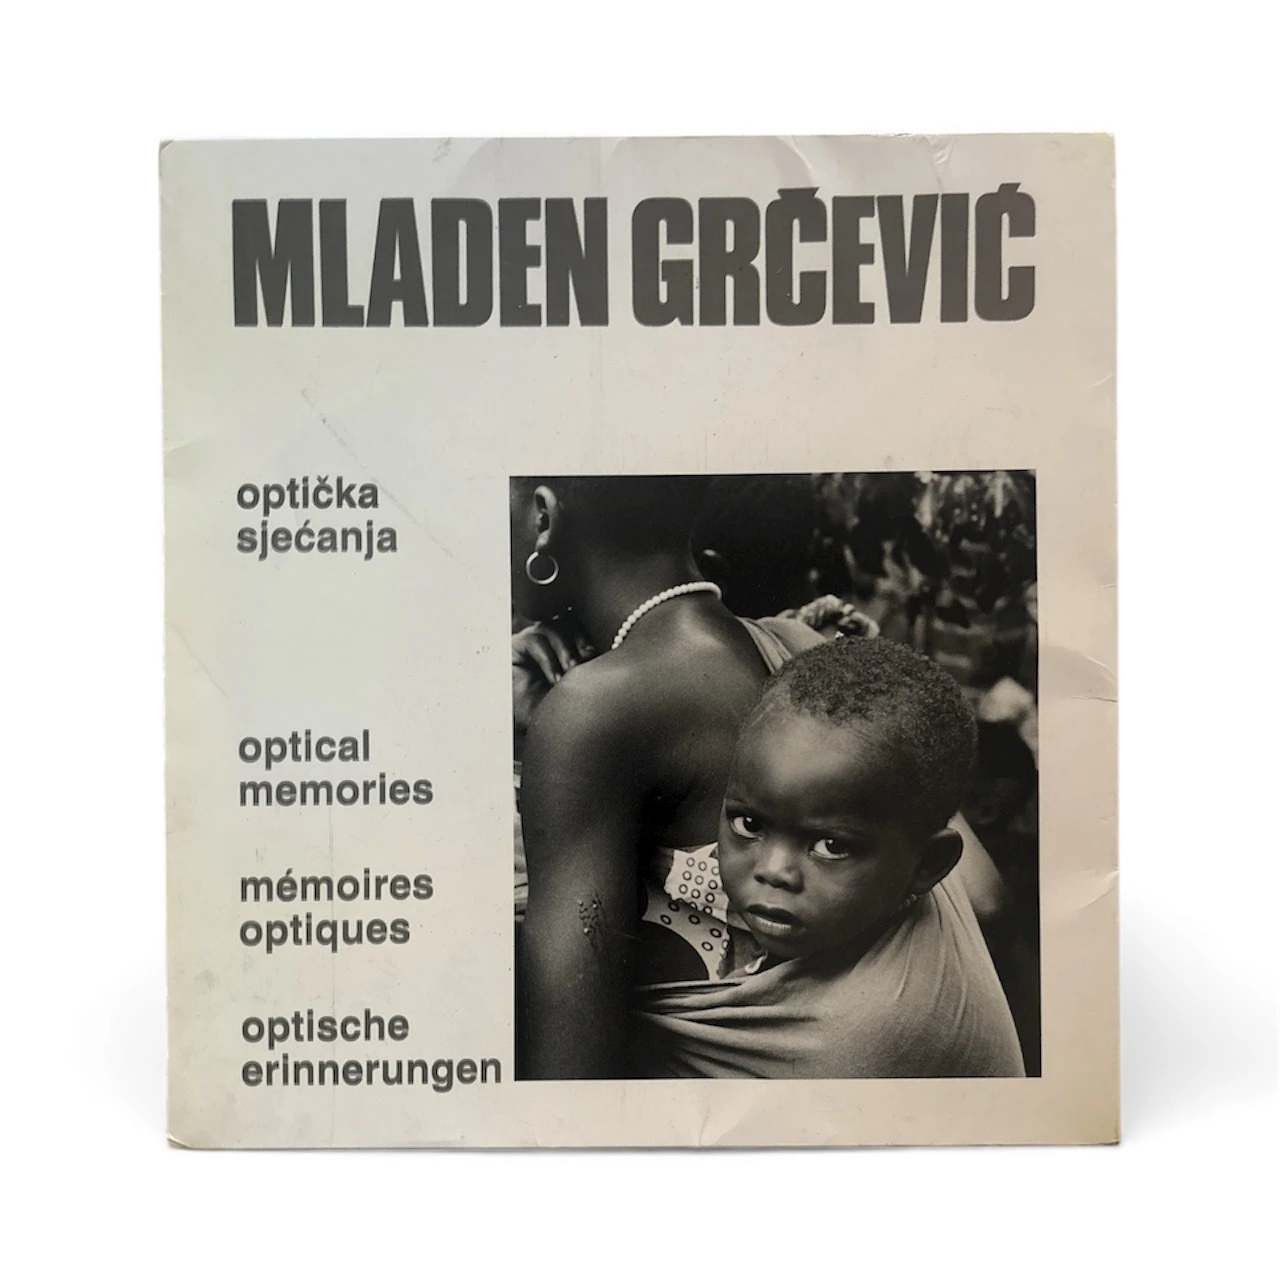 MLADEN GRČEVIĆ
optička
sjećanja
optical
memories
mémoires
optiques
optische
erinnerungen